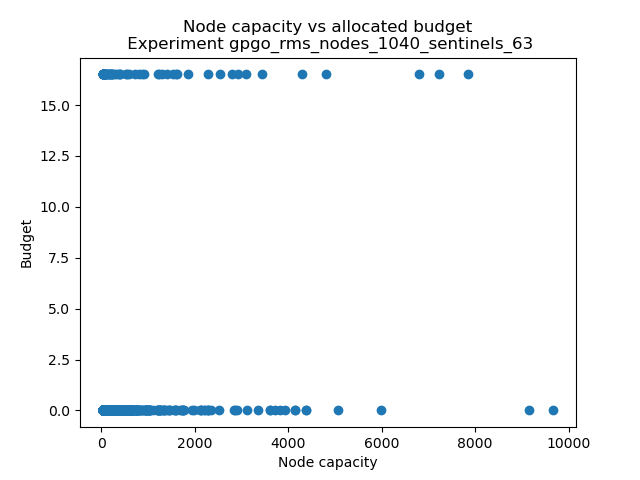 Node capacity vs allocated budget
Experiment gpgo_rms_nodes_1040_sentinels_63
15.0
12.5
10.0
7.5
5.0
2.5
0.0
Budget
0 2000 4000 6000 8000 10000
Node capacity